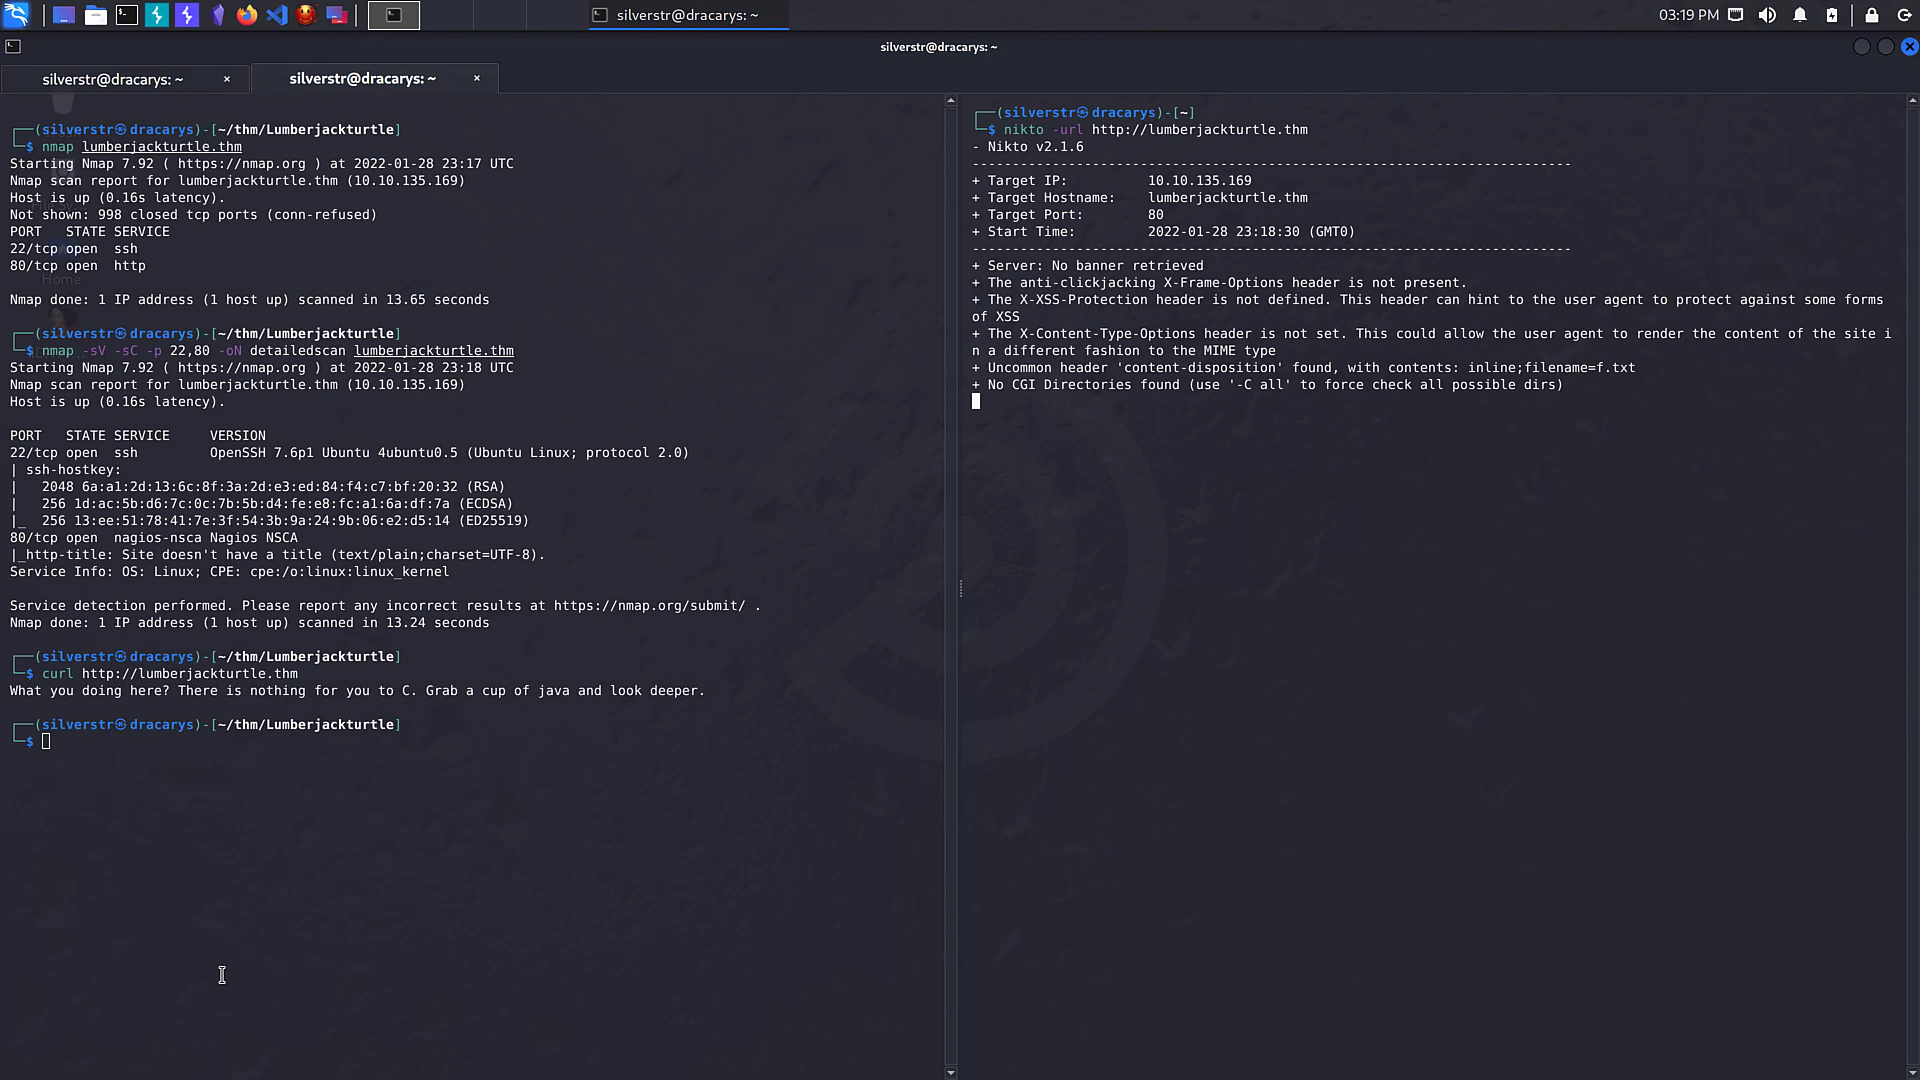 silverstr@dracarys: ~
03:19 PM
silverstr@dracarys: ~
silverstr@dracarys: ~ ×
silverstr@dracarys: ~ ×
┌──(silverstr㉿dracarys)-[~/thm/Lumberjackturtle]
└─$ nmap lumberjackturtle.thm
Starting Nmap 7.92 ( https://nmap.org ) at 2022-01-28 23:17 UTC
Nmap scan report for lumberjackturtle.thm (10.10.135.169)
Host is up (0.16s latency).
Not shown: 998 closed tcp ports (conn-refused)
PORT   STATE SERVICE
22/tcp open  ssh
80/tcp open  http
Home
Nmap done: 1 IP address (1 host up) scanned in 13.65 seconds
┌──(silverstr㉿dracarys)-[~/thm/Lumberjackturtle]
└─$ nmap -sV -sC -p 22,80 -oN detailedscan lumberjackturtle.thm
Starting Nmap 7.92 ( https://nmap.org ) at 2022-01-28 23:18 UTC
Nmap scan report for lumberjackturtle.thm (10.10.135.169)
Host is up (0.16s latency).
PORT   STATE SERVICE     VERSION
22/tcp open  ssh         OpenSSH 7.6p1 Ubuntu 4ubuntu0.5 (Ubuntu Linux; protocol 2.0)
| ssh-hostkey:
|   2048 6a:a1:2d:13:6c:8f:3a:2d:e3:ed:84:f4:c7:bf:20:32 (RSA)
|   256 1d:ac:5b:d6:7c:0c:7b:5b:d4:fe:e8:fc:a1:6a:df:7a (ECDSA)
|_  256 13:ee:51:78:41:7e:3f:54:3b:9a:24:9b:06:e2:d5:14 (ED25519)
80/tcp open  nagios-nsca Nagios NSCA
|_http-title: Site doesn't have a title (text/plain;charset=UTF-8).
Service Info: OS: Linux; CPE: cpe:/o:linux:linux_kernel
Service detection performed. Please report any incorrect results at https://nmap.org/submit/ .
Nmap done: 1 IP address (1 host up) scanned in 13.24 seconds
┌──(silverstr㉿dracarys)-[~/thm/Lumberjackturtle]
└─$ curl http://lumberjackturtle.thm
What you doing here? There is nothing for you to C. Grab a cup of java and look deeper.
┌──(silverstr㉿dracarys)-[~/thm/Lumberjackturtle]
└─$
┌──(silverstr㉿dracarys)-[~]
└─$ nikto -url http://lumberjackturtle.thm
- Nikto v2.1.6
---------------------------------------------------------------------------
+ Target IP:          10.10.135.169
+ Target Hostname:    lumberjackturtle.thm
+ Target Port:        80
+ Start Time:         2022-01-28 23:18:30 (GMT0)
---------------------------------------------------------------------------
+ Server: No banner retrieved
+ The anti-clickjacking X-Frame-Options header is not present.
+ The X-XSS-Protection header is not defined. This header can hint to the user agent to protect against some forms
of XSS
+ The X-Content-Type-Options header is not set. This could allow the user agent to render the content of the site i
n a different fashion to the MIME type
+ Uncommon header 'content-disposition' found, with contents: inline;filename=f.txt
+ No CGI Directories found (use '-C all' to force check all possible dirs)